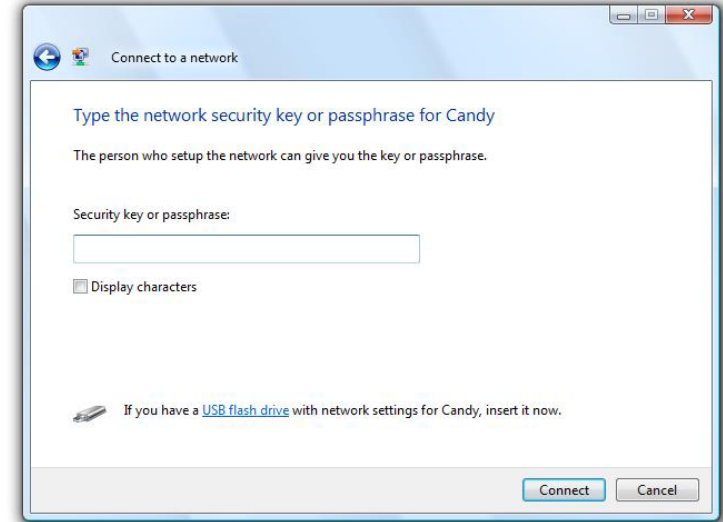 Connect to a network
Type the network security key or passphrase for Candy
The person who setup the network can give you the key or passphrase.
Security key or passphrase:
Display characters
If you have a USB flash drive with network settings for Candy, insert it now.
Connect Cancel